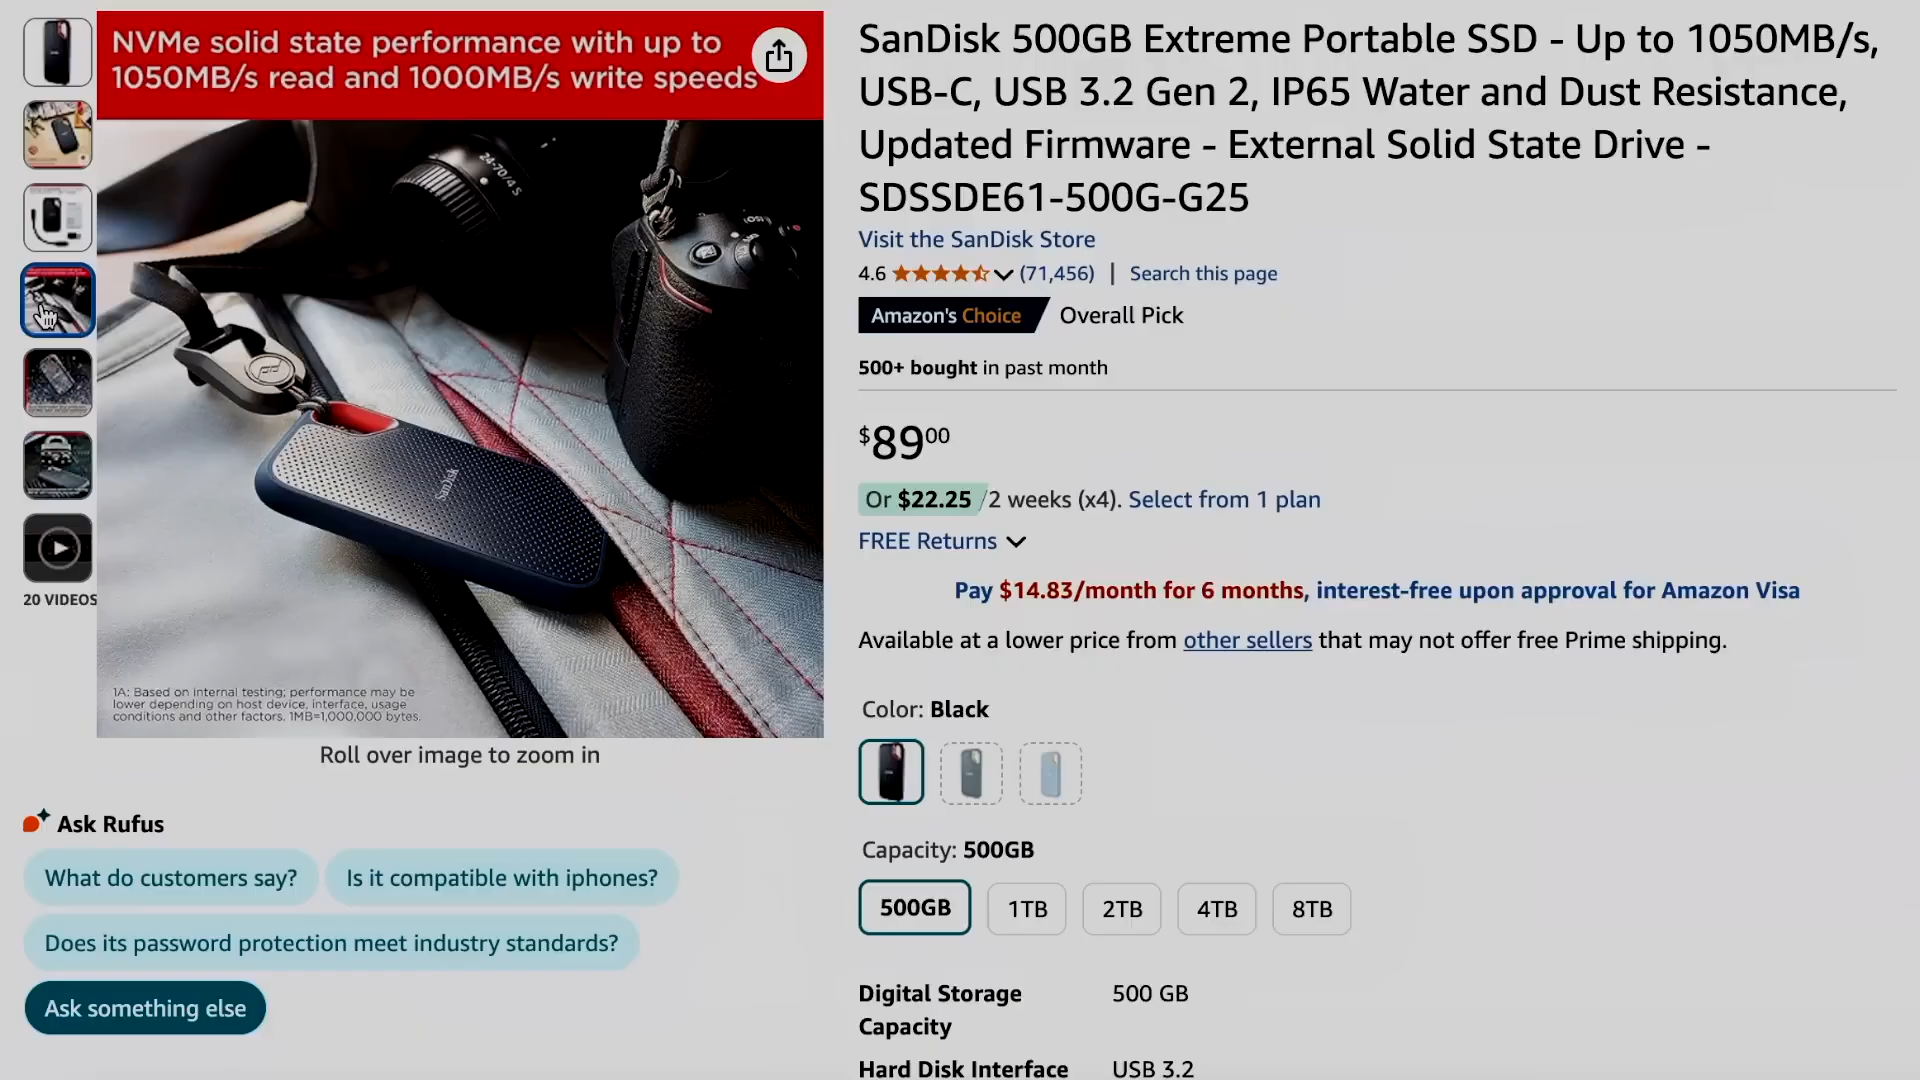 NVMe solid state performance with up to
1050MB/s read and 1000MB/s write speeds
24-70/4 S
SanDisk
1A: Based on internal testing; performance may be
lower depending on host device, interface, usage
conditions and other factors. 1MB=1,000,000 bytes.
20 VIDEOS
Roll over image to zoom in
Ask Rufus
What do customers say?
Is it compatible with iphones?
Does its password protection meet industry standards?
Ask something else
SanDisk 500GB Extreme Portable SSD - Up to 1050MB/s,
USB-C, USB 3.2 Gen 2, IP65 Water and Dust Resistance,
Updated Firmware - External Solid State Drive -
SDSSDE61-500G-G25
Visit the SanDisk Store
4.6 (71,456) | Search this page
Amazon's Choice Overall Pick
500+ bought in past month
$8900
Or $22.25 /2 weeks (x4). Select from 1 plan
FREE Returns
Pay $14.83/month for 6 months, interest-free upon approval for Amazon Visa
Available at a lower price from other sellers that may not offer free Prime shipping.
Color: Black
Capacity: 500GB
500GB 1TB 2TB 4TB 8TB
Digital Storage 500 GB
Capacity
Hard Disk Interface USB 3.2